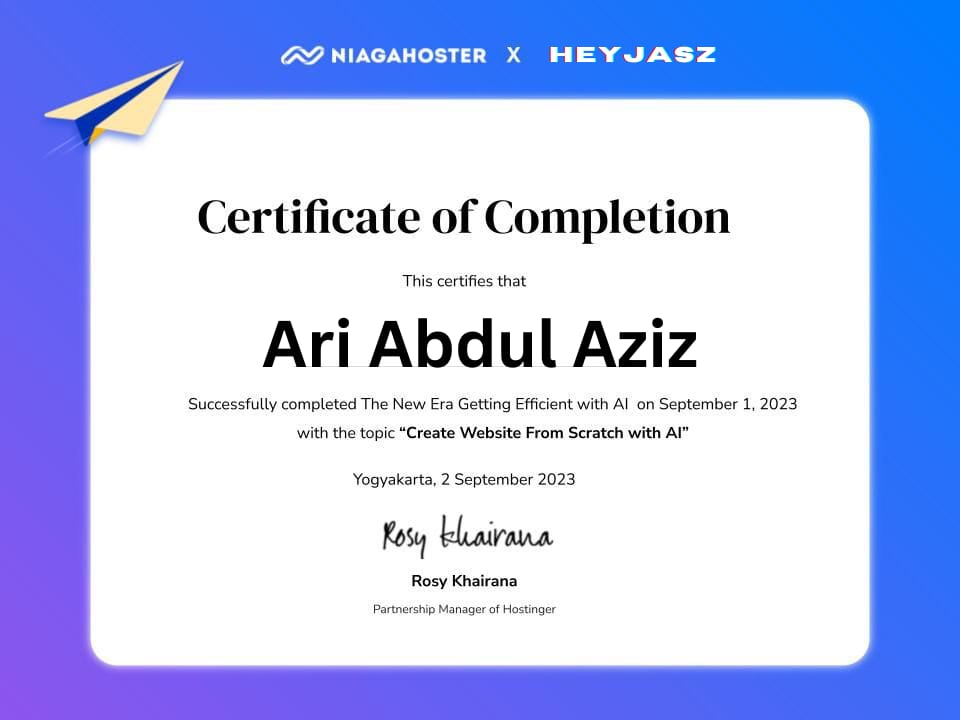 NIAGAHOSTER X HEYJASZ
Certificate of Completion
This certifies that
Ari Abdul Aziz
Successfully completed The New Era Getting Efficient with AI on September 1, 2023
with the topic “Create Website From Scratch with AI”
Yogyakarta, 2 September 2023
Rosy Khairana
Rosy Khairana
Partnership Manager of Hostinger